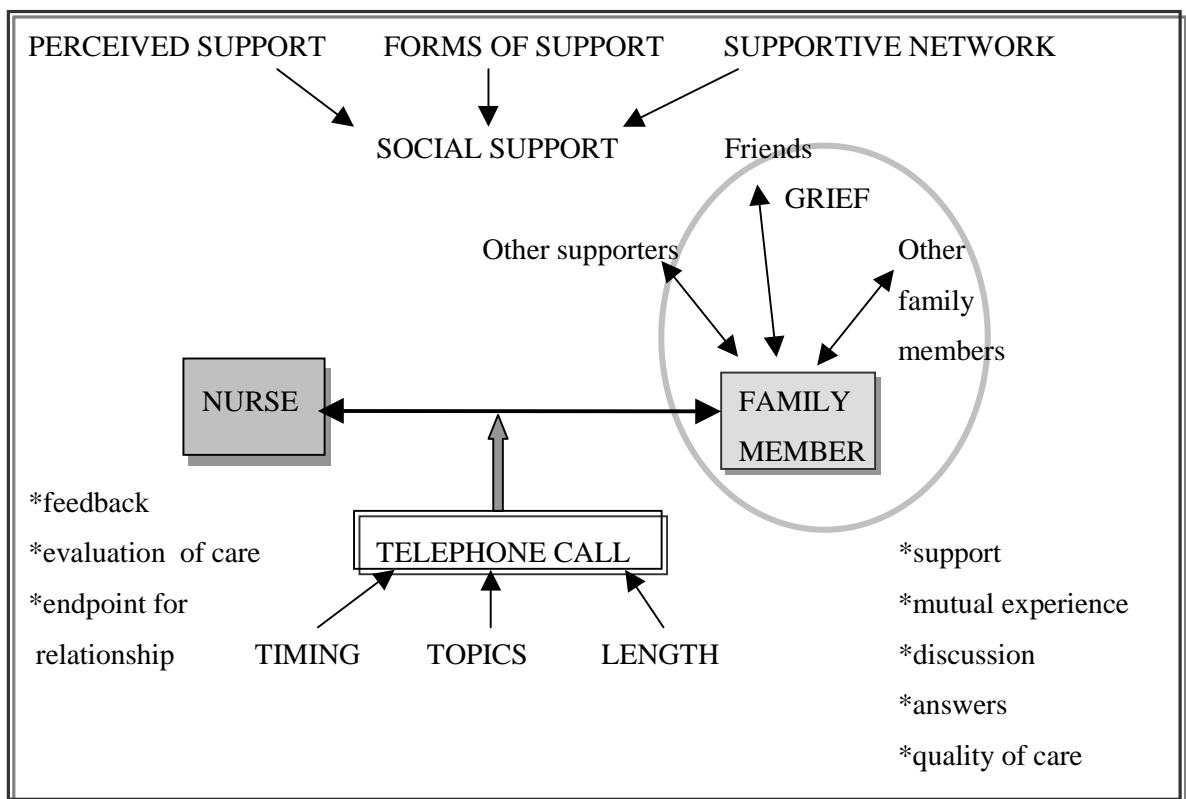 PERCEIVED SUPPORT FORMS OF SUPPORT SUPPORTIVE NETWORK
SOCIAL SUPPORT
Friends
GRIEF
Other supporters
Other
family
members
NURSE
FAMILY
MEMBER
*feedback
*evaluation of care
*endpoint for
relationship
TELEPHONE CALL
TIMING TOPICS LENGTH
*support
*mutual experience
*discussion
*answers
*quality of care